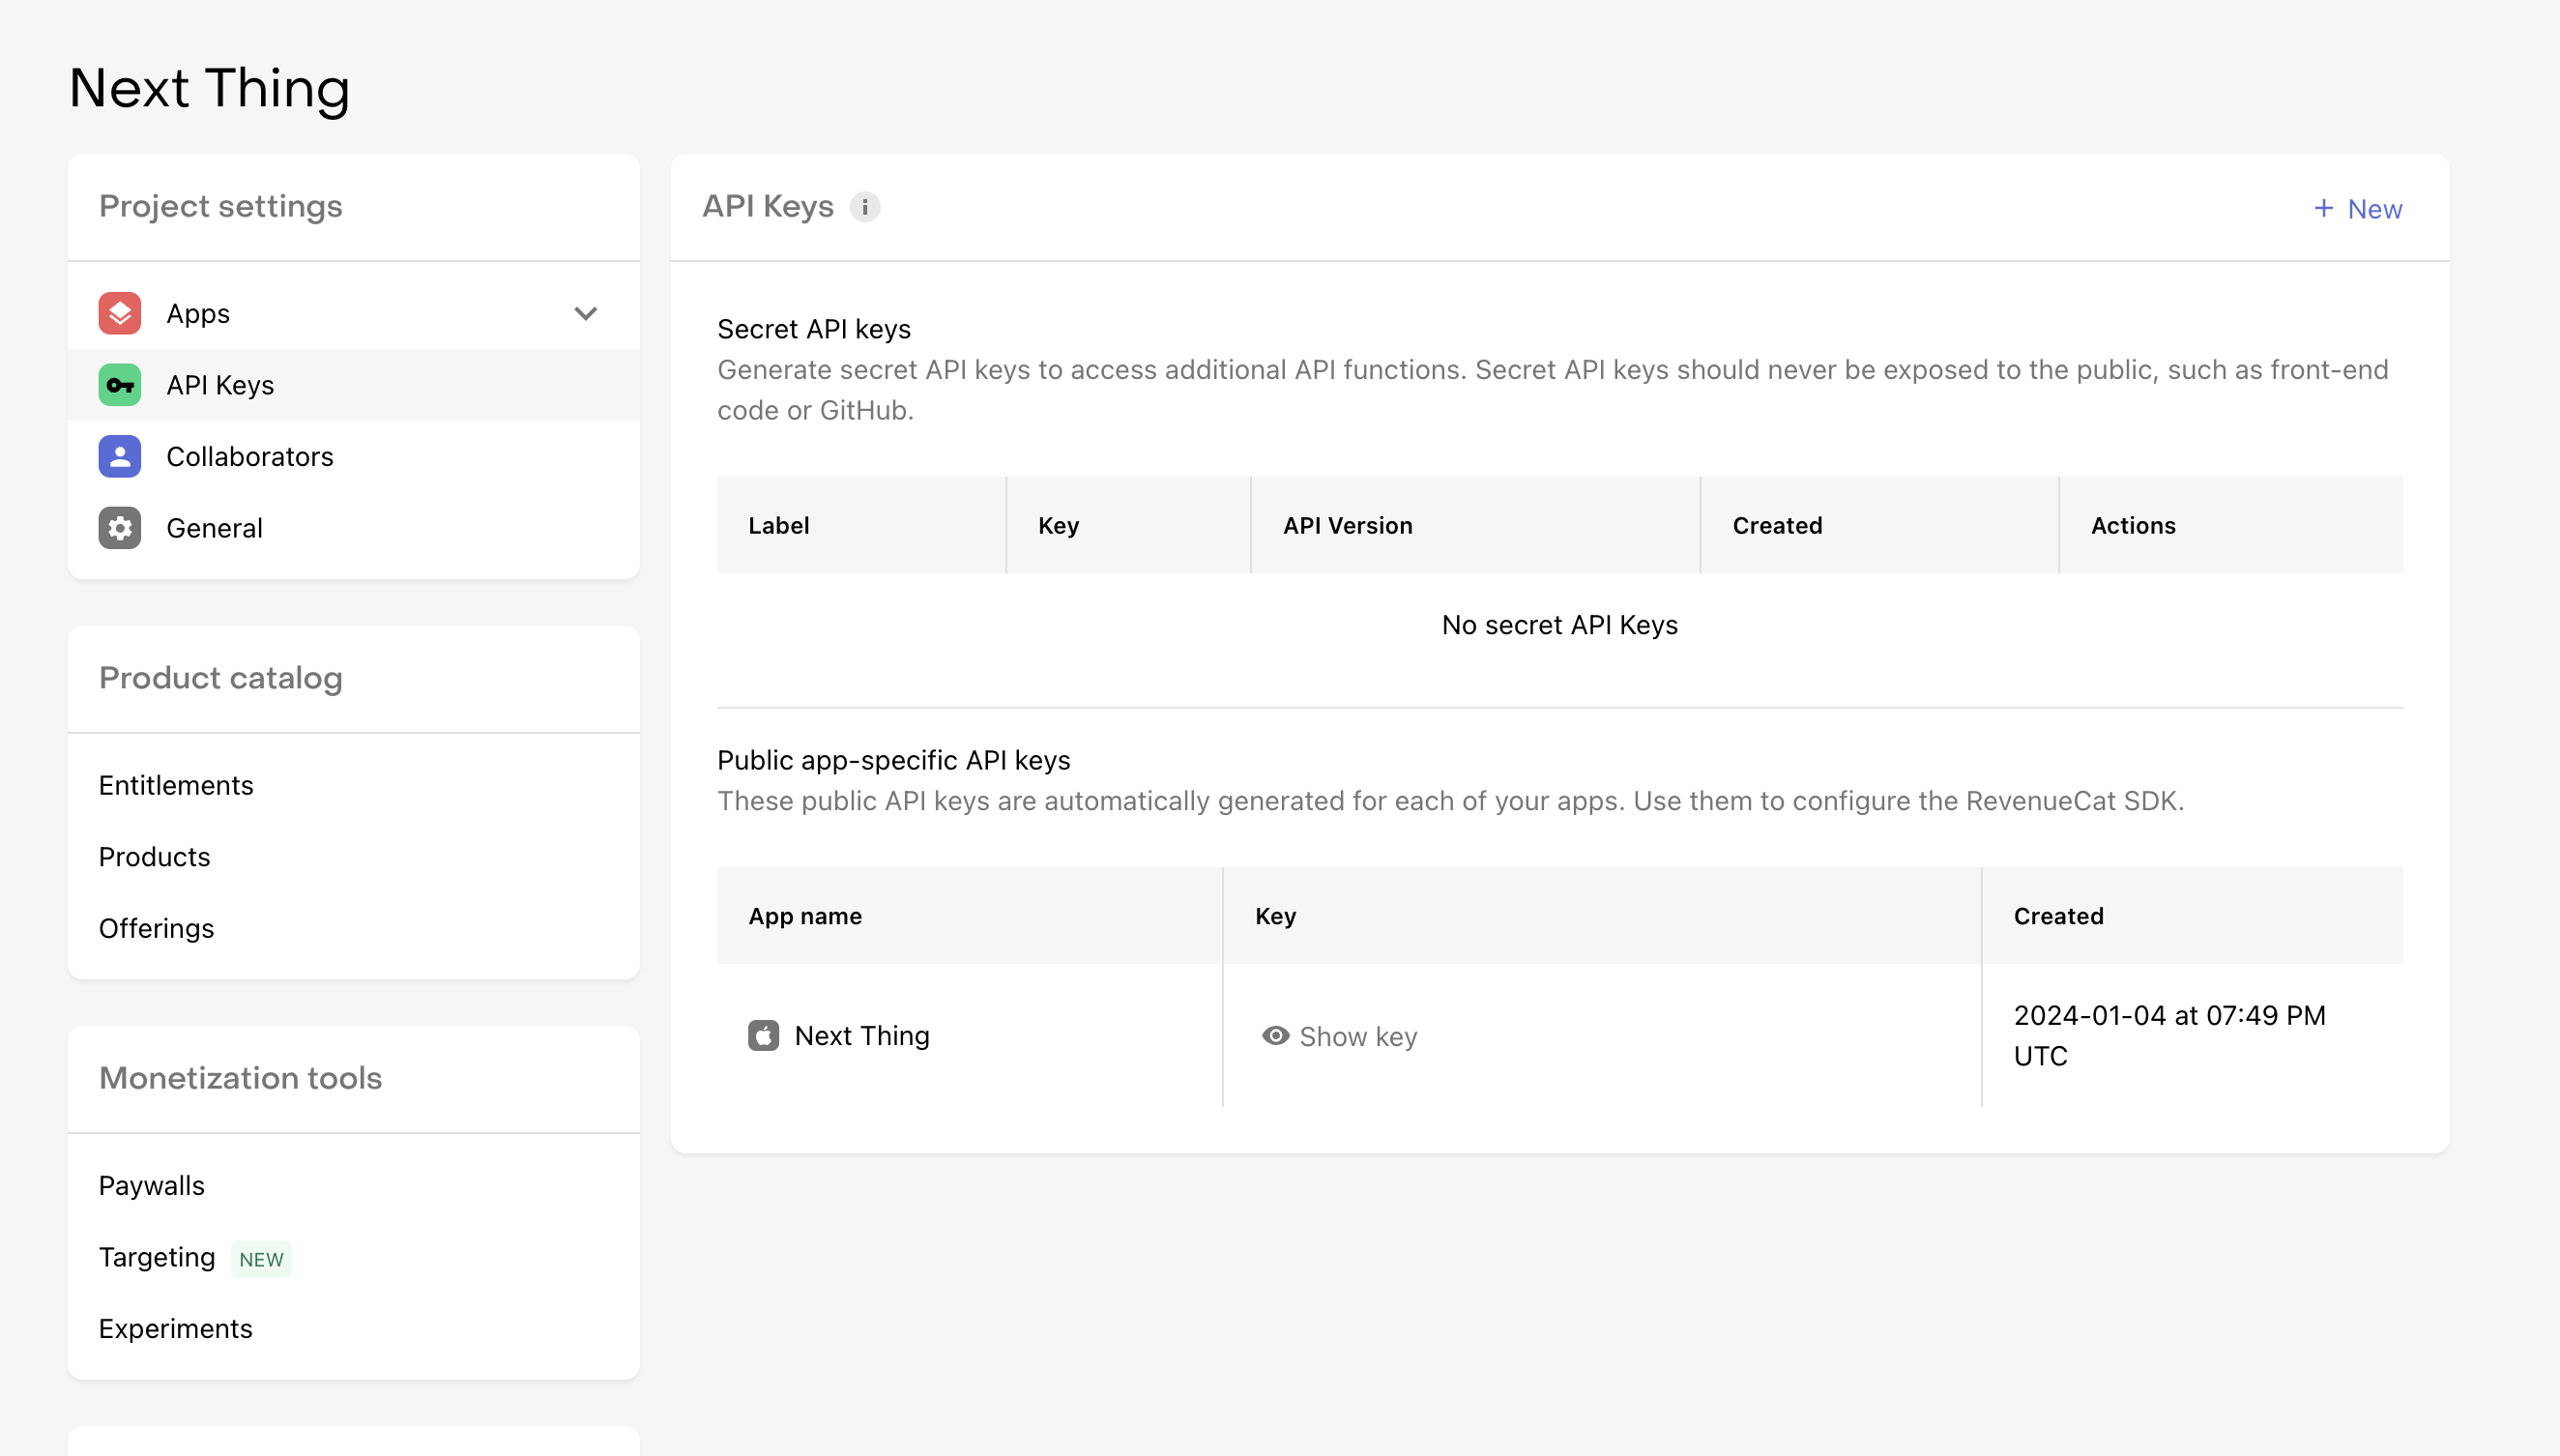 Next Thing
Project settings
Apps
API Keys
Collaborators
General
Product catalog
Entitlements
Products
Offerings
Monetization tools
Paywalls
Targeting NEW
Experiments
API Keys i
+ New
Secret API keys
Generate secret API keys to access additional API functions. Secret API keys should never be exposed to the public, such as front-end
code or GitHub.
Label Key API Version Created Actions
No secret API Keys
Public app-specific API keys
These public API keys are automatically generated for each of your apps. Use them to configure the RevenueCat SDK.
App name Key Created
Next Thing Show key 2024-01-04 at 07:49 PM
UTC